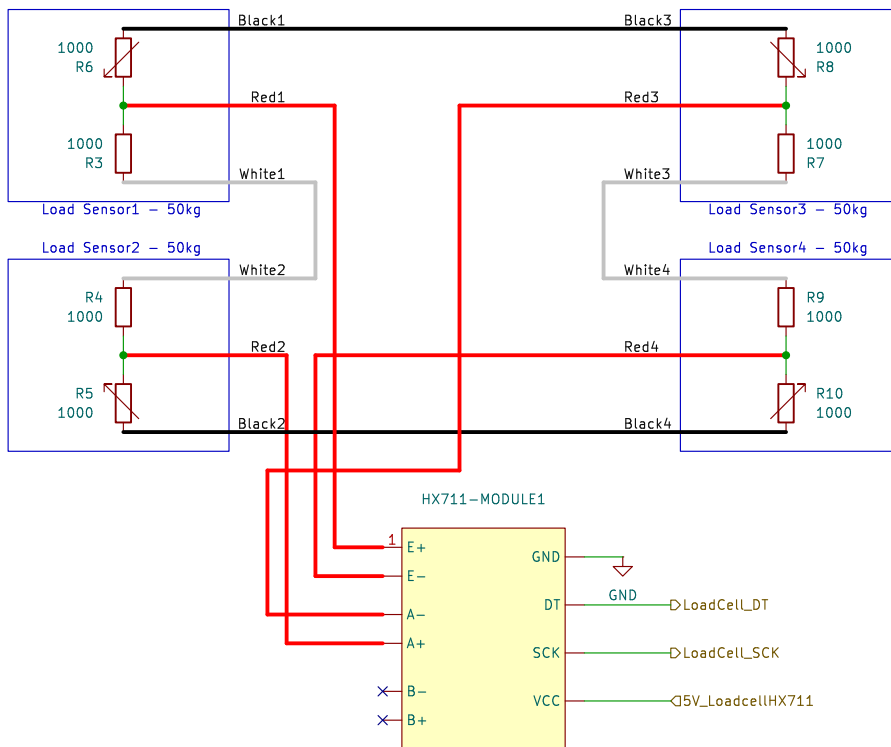 Black1
Black3
1000
R6
1000
R8
Red1
Red3
1000
R3
1000
R7
White1
White3
Load Sensor1 - 50kg
Load Sensor3 - 50kg
Load Sensor2 - 50kg
Load Sensor4 - 50kg
White2
White4
R4
1000
R9
1000
Red2
Red4
R5
1000
R10
1000
Black2
Black4
HX711-MODULE1
1
E+
GND
E-
GND
DT
LoadCell_DT
A-
A+
SCK
LoadCell_SCK
B-
VCC
5V_LoadcellHX711
B+